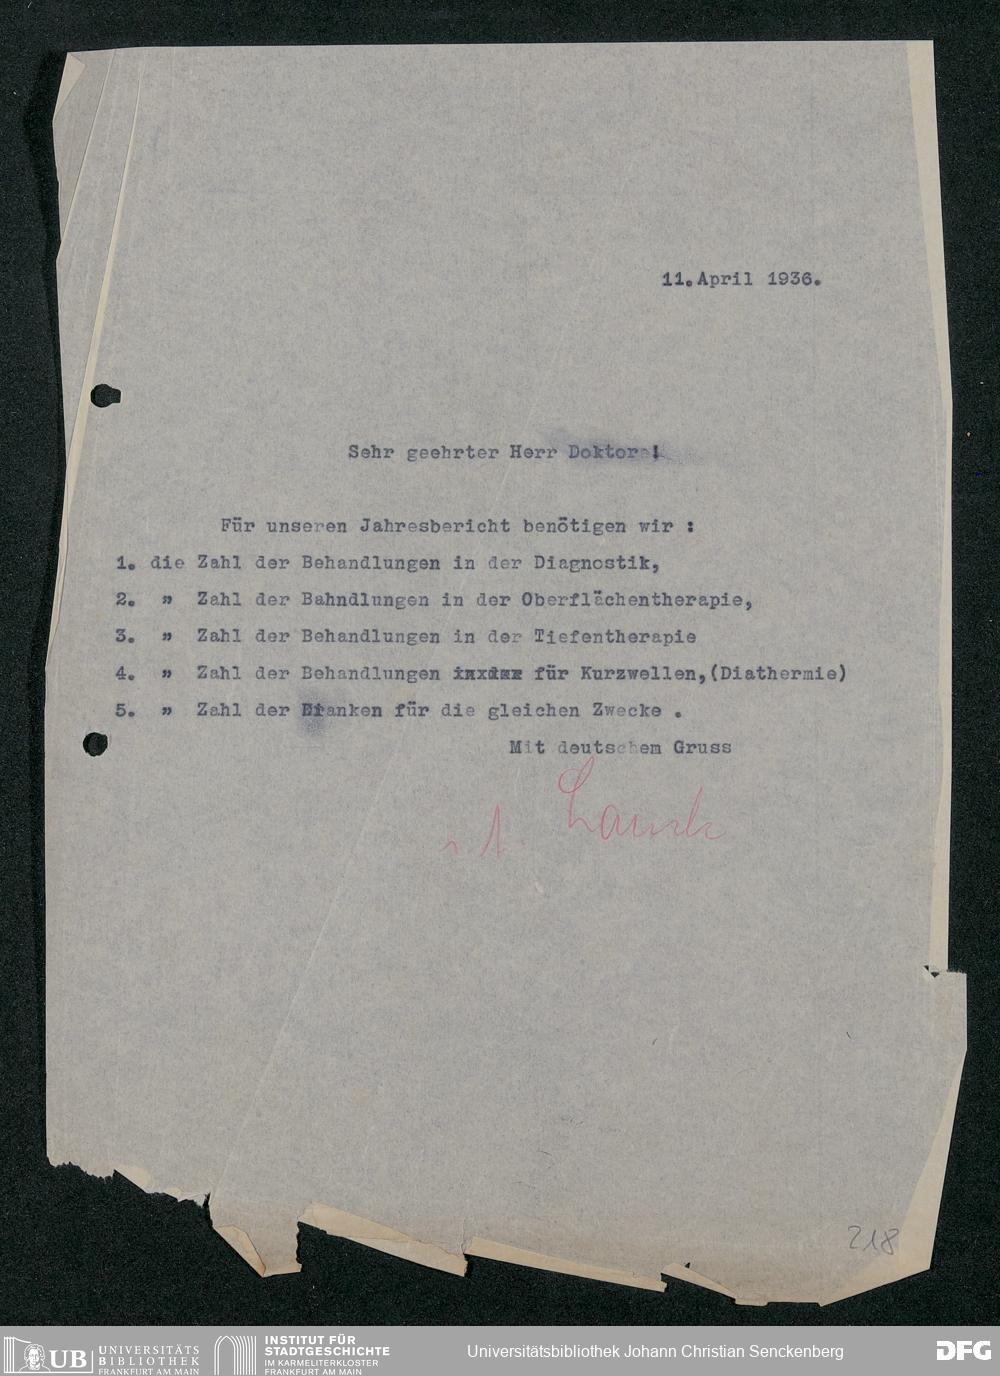 11.April 1936.
Sehr geehrter Herr Doktor!
Für unseren Jahresbericht benötigen wir :
1. die Zahl der Behandlungen in der Diagnostik,
2. " Zahl der Bahndlungen in der Oberflächentherapie,
3. " Zahl der Behandlungen in der Tiefentherapie
4. " Zahl der Behandlungen für Kurzwellen,(Diathermie)
5. " Zahl der für die gleichen Zwecke .
Mit deutschem Gruss
218
UB UNIVERSITÄTS
BIBLIOTHEK
FRANKFURT AM MAIN
INSTITUT FÜR
STADTGESCHICHTE
IM KARMELITERKLOSTER
FRANKFURT AM MAIN
Universitätsbibliothek Johann Christian Senckenberg
DFG